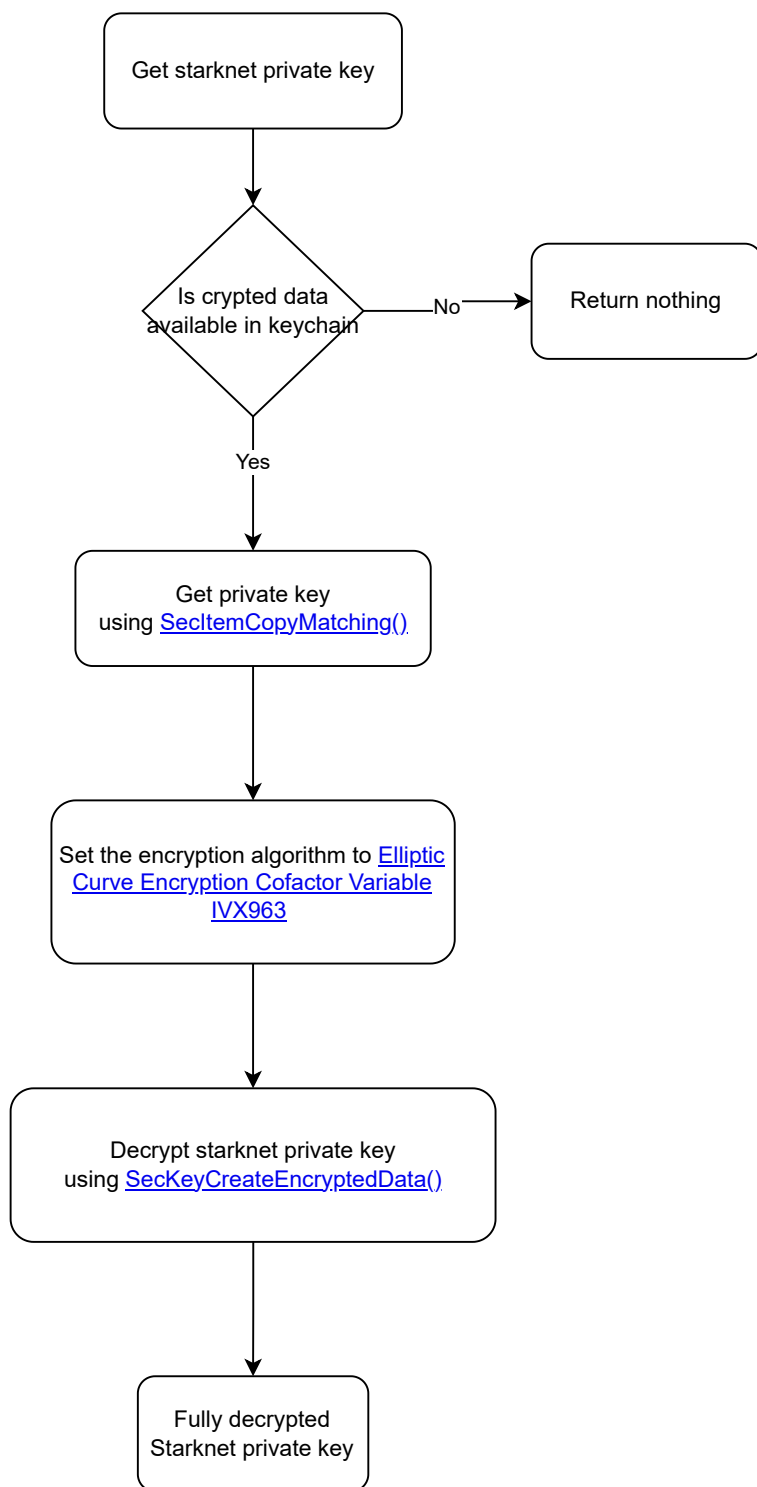 Get starknet private key
Is crypted data
available in keychain
No
Return nothing
Yes
Get private key
using SecItemCopyMatching()
Set the encryption algorithm to Elliptic
Curve Encryption Cofactor Variable
IVX963
Decrypt starknet private key
using SecKeyCreateEncryptedData()
Fully decrypted
Starknet private key